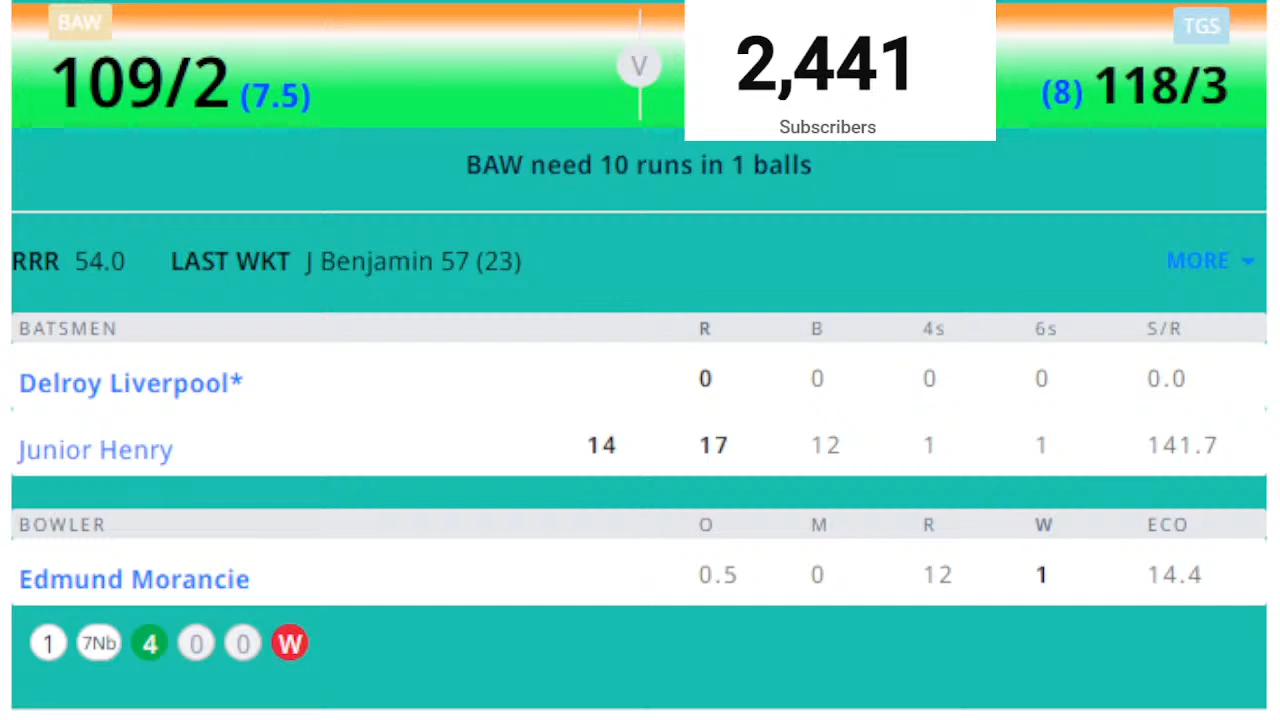 BAW
TGS
109/2 (7.5)
V
2,441
Subscribers
(8) 118/3
BAW need 10 runs in 1 balls
RRR 54.0 LAST WKT J Benjamin 57 (23)
MORE
BATSMEN R B 4s 6s S/R
Delroy Liverpool* 0 0 0 0 0.0
Junior Henry 14 17 12 1 1 141.7
BOWLER O M R W ECO
Edmund Morancie 0.5 0 12 1 14.4
1 7Nb 4 0 0 W